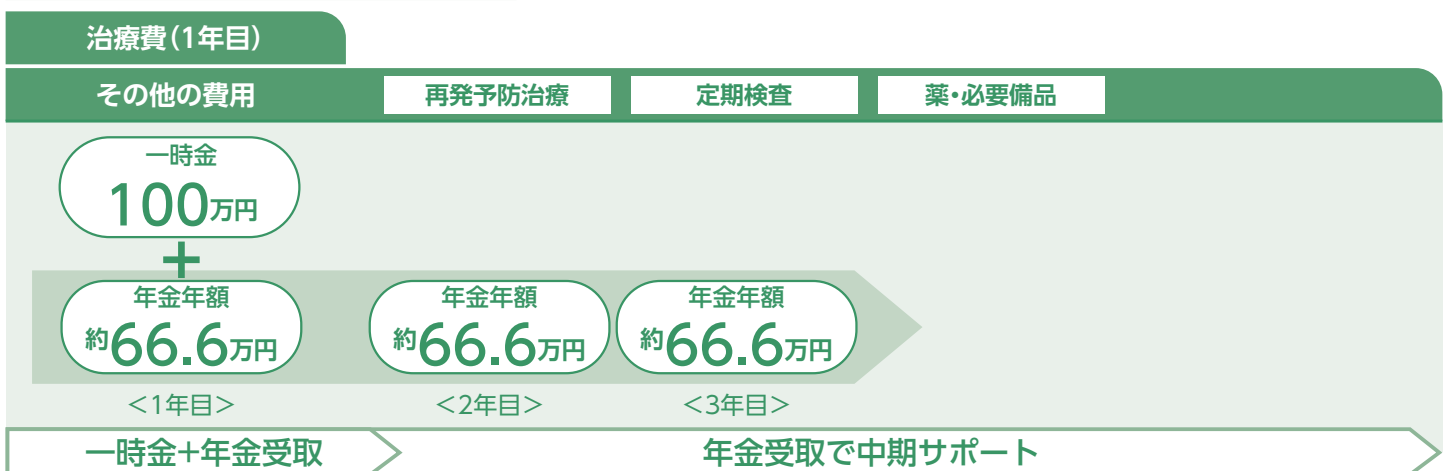 治療費(1年目)
その他の費用 再発予防治療 定期検査 薬・必要備品
一時金
100万円
+
年金年額 年金年額 年金年額
約66.6万円 約66.6万円 約66.6万円
<1年目> <2年目> <3年目>
一時金+年金受取 年金受取で中期サポート